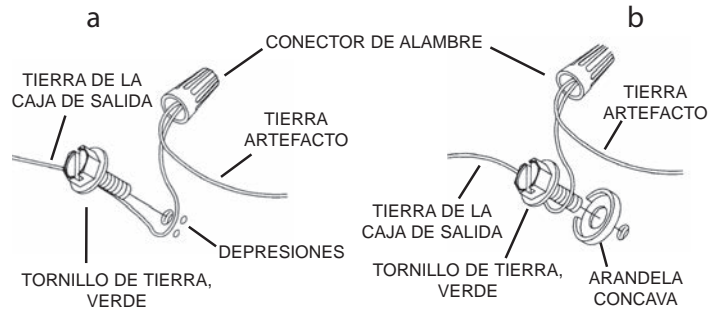 a
b
CONECTOR DE ALAMBRE
TIERRA DE LA
CAJA DE SALIDA
TIERRA
ARTEFACTO
DEPRESIONES
TORNILLO DE TIERRA,
VERDE
TIERRA
ARTEFACTO
TIERRA DE LA
CAJA DE SALIDA
TORNILLO DE TIERRA,
VERDE
ARANDELA
CONCAVA